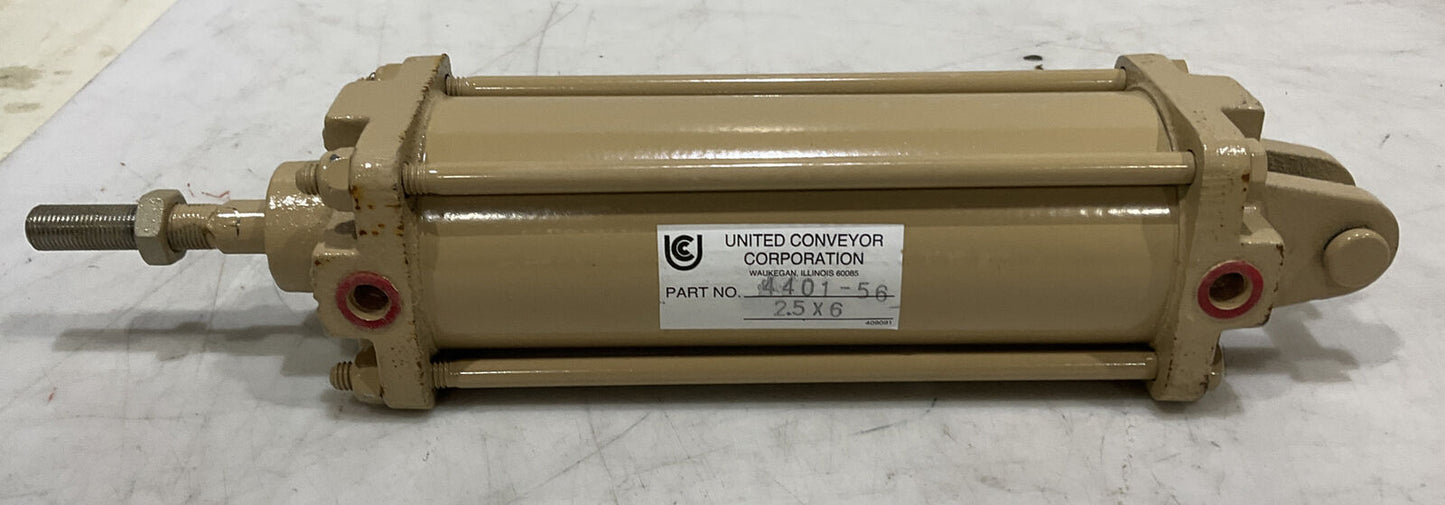 UCC
UNITED CONVEYOR
CORPORATION
WAUKEGAN, ILLINOIS 60085
PART NO. 4401-56
2.5 X 6
409091